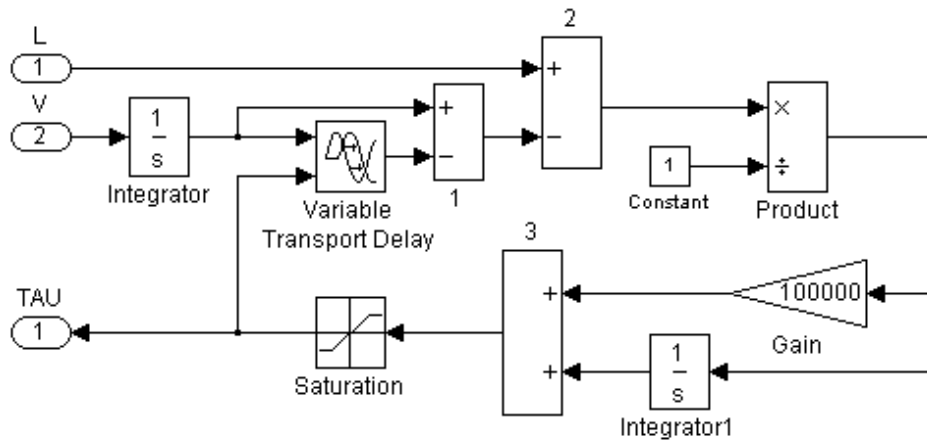 L
1
+
2
V
2
1
s
Integrator
+
−
1
−
Variable
Transport Delay
×
÷
1
Constant
Product
TAU
1
Saturation
3
+
+
100000
Gain
1
s
Integrator1